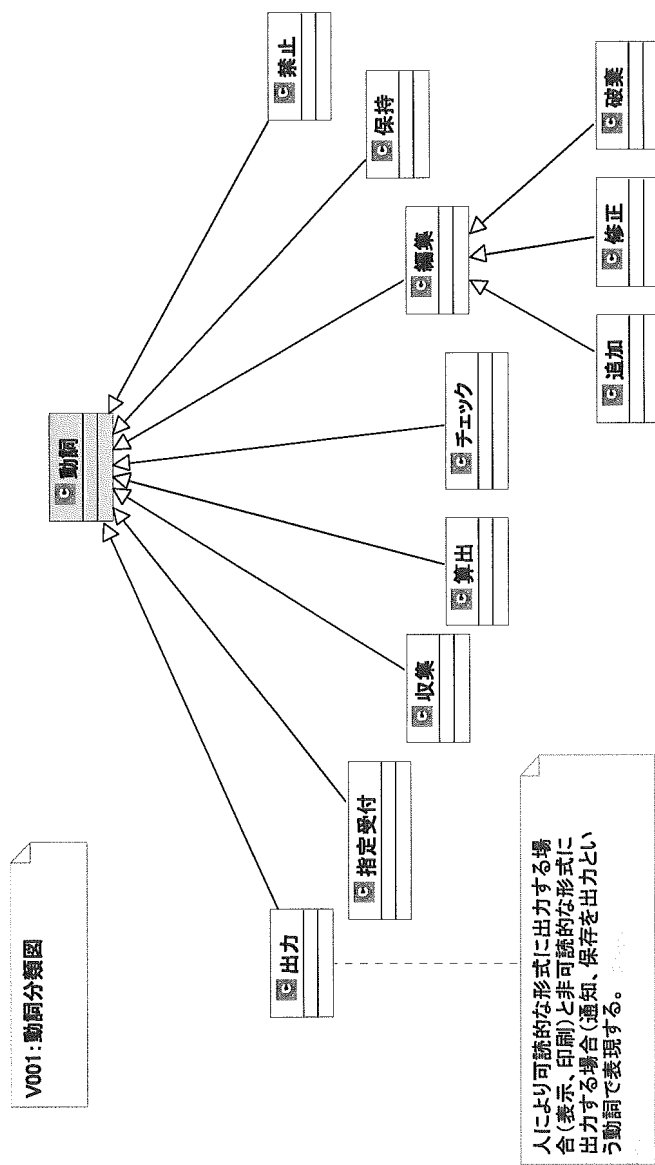 V001:動詞分類図
C 動詞
C 出力
C 指定受付
C 収集
C 算出
C チェック
C 編集
C 保持
C 禁止
C 追加
C 修正
C 破棄
人により可読的な形式に出力する場
合(表示、印刷)と非可読的な形式に
出力する場合(通知、保存を出力とい
う動詞で表現する。